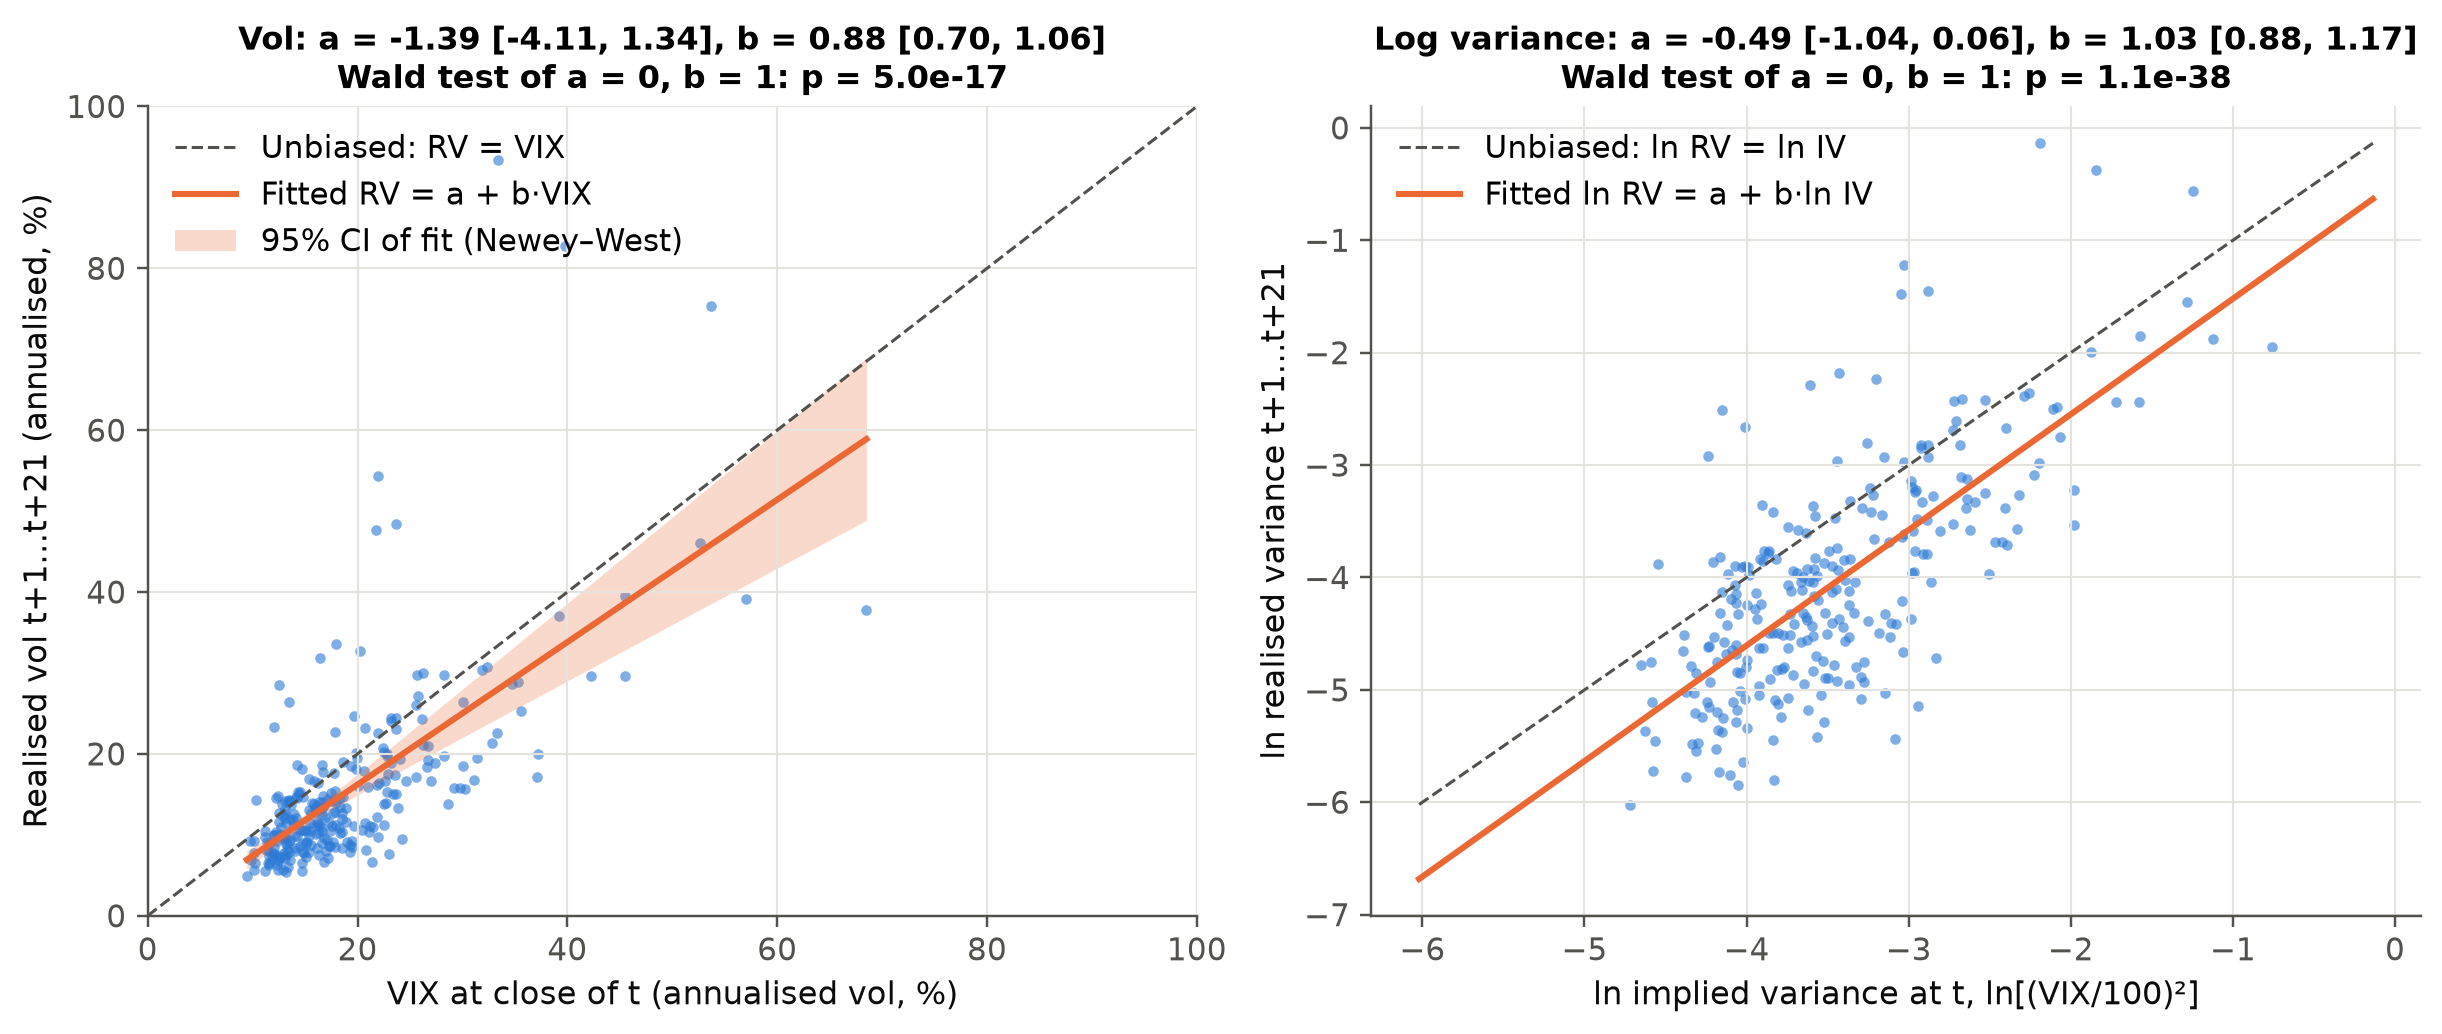 Vol: a = -1.39 [-4.11, 1.34], b = 0.88 [0.70, 1.06]
Wald test of a = 0, b = 1: p = 5.0e-17
Realised vol t+1...t+21 (annualised, %)
100
80
60
40
20
0
Unbiased: RV = VIX
Fitted RV = a + b·VIX
95% CI of fit (Newey–West)
0
20
40
60
80
100
VIX at close of t (annualised vol, %)
Log variance: a = -0.49 [-1.04, 0.06], b = 1.03 [0.88, 1.17]
Wald test of a = 0, b = 1: p = 1.1e-38
ln realised variance t+1...t+21
0
−1
−2
−3
−4
−5
−6
−7
Unbiased: ln RV = ln IV
Fitted ln RV = a + b·ln IV
−6
−5
−4
−3
−2
−1
0
ln implied variance at t, ln[(VIX/100)²]